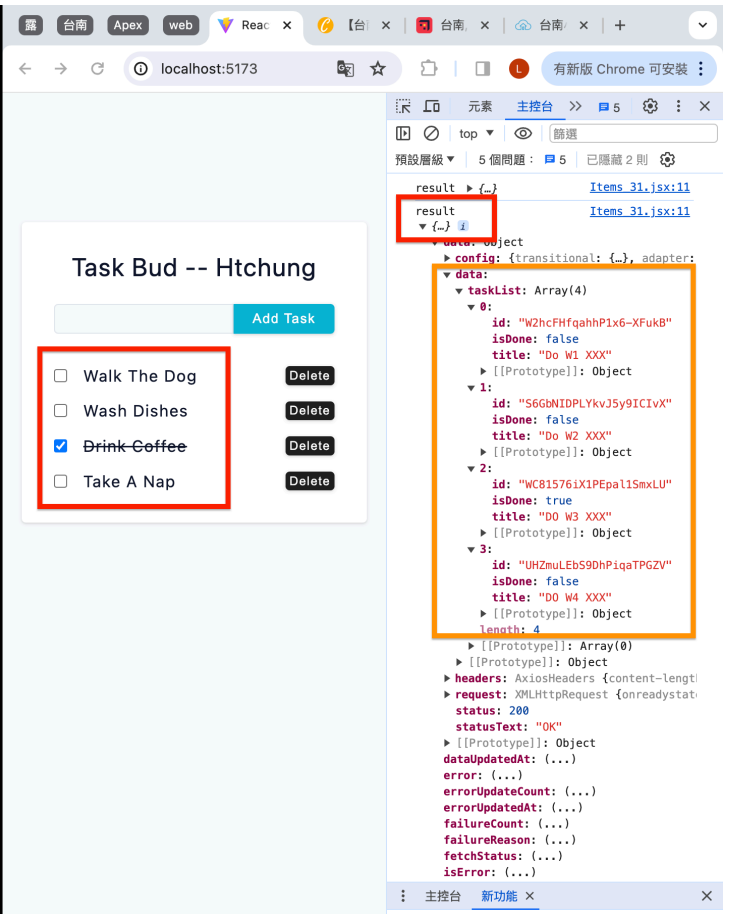 露 台南 Apex web Reac × 【台 × 台南, × 台南 × +
localhost:5173 L 有新版 Chrome 可安裝
元素 主控台 5
top 篩選
預設層級 5 個問題： 5 已隱藏 2 則
result {…} Items 31.jsx:11
result Items 31.jsx:11
{…} i
data: Object
config: {transitional: {…}, adapter:
data:
taskList: Array(4)
0:
id: "W2hcFHfqahhP1x6-XFukB"
isDone: false
title: "Do W1 XXX"
[[Prototype]]: Object
1:
id: "S6GbNIDPLYkvJ5y9ICIvX"
isDone: false
title: "Do W2 XXX"
[[Prototype]]: Object
2:
id: "WC81576iX1PEpal1SmxLU"
isDone: true
title: "DO W3 XXX"
[[Prototype]]: Object
3:
id: "UHZmuLEbS9DhPiqaTPGZV"
isDone: false
title: "DO W4 XXX"
[[Prototype]]: Object
length: 4
[[Prototype]]: Array(0)
[[Prototype]]: Object
headers: AxiosHeaders {content-lengt
request: XMLHttpRequest {onreadystat
status: 200
statusText: "OK"
[[Prototype]]: Object
dataUpdatedAt: (...)
error: (...)
errorUpdateCount: (...)
errorUpdatedAt: (...)
failureCount: (...)
failureReason: (...)
fetchStatus: (...)
isError: (...)
主控台 新功能 ×
Task Bud -- Htchung
Add Task
Walk The Dog Delete
Wash Dishes Delete
Drink Coffee Delete
Take A Nap Delete